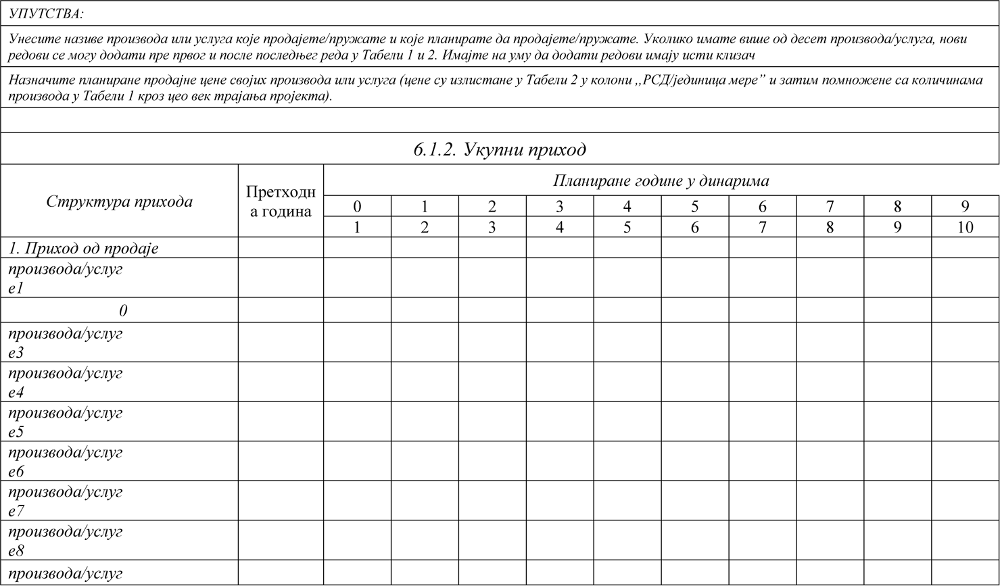 УПУТСТВА:
Унесите називе производа или услуга које продајете/пружате и које планирате да продајете/пружате. Уколико имате више од десет производа/услуга, нови
редови се могу додати пре првог и после последњег реда у Табели 1 и 2. Имајте на уму да додати редови имају исти клизач
Назначите планиране продајне цене својих производа или услуга (цене су излистане у Табели 2 у колони ,,РСД/јединица мере” и затим помножене са количинама
производа у Табели 1 кроз цео век трајања пројекта).
6.1.2. Укупни приход
Структура прихода
Претходн
а година
Планиране године у динарима
0 1 2 3 4 5 6 7 8 9
1 2 3 4 5 6 7 8 9 10
1. Приход од продаје
производа/услуг
е1
0
производа/услуг
е3
производа/услуг
е4
производа/услуг
е5
производа/услуг
е6
производа/услуг
е7
производа/услуг
е8
производа/услуг